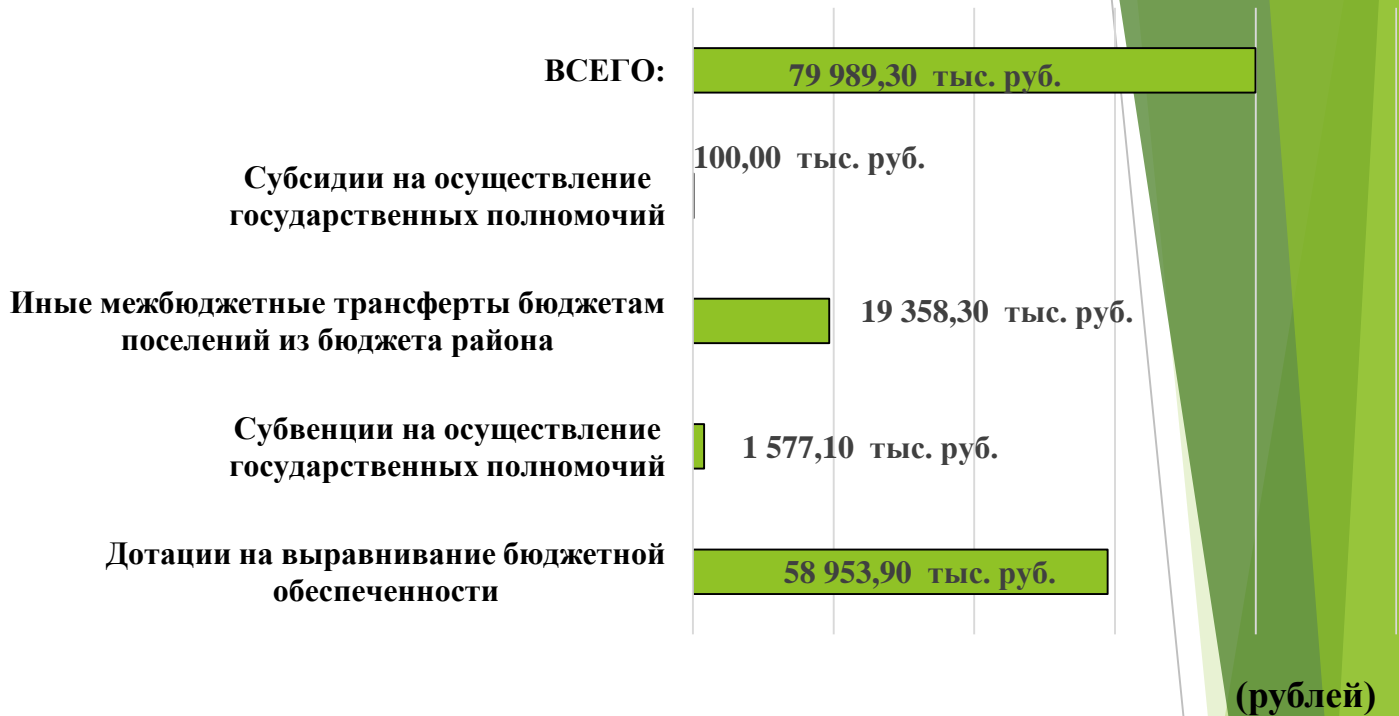 ВСЕГО:
79 989,30 тыс. руб.
Субсидии на осуществление
государственных полномочий
100,00 тыс. руб.
Иные межбюджетные трансферты бюджетам
поселений из бюджета района
19 358,30 тыс. руб.
Субвенции на осуществление
государственных полномочий
1 577,10 тыс. руб.
Дотации на выравнивание бюджетной
обеспеченности
58 953,90 тыс. руб.
(рублей)